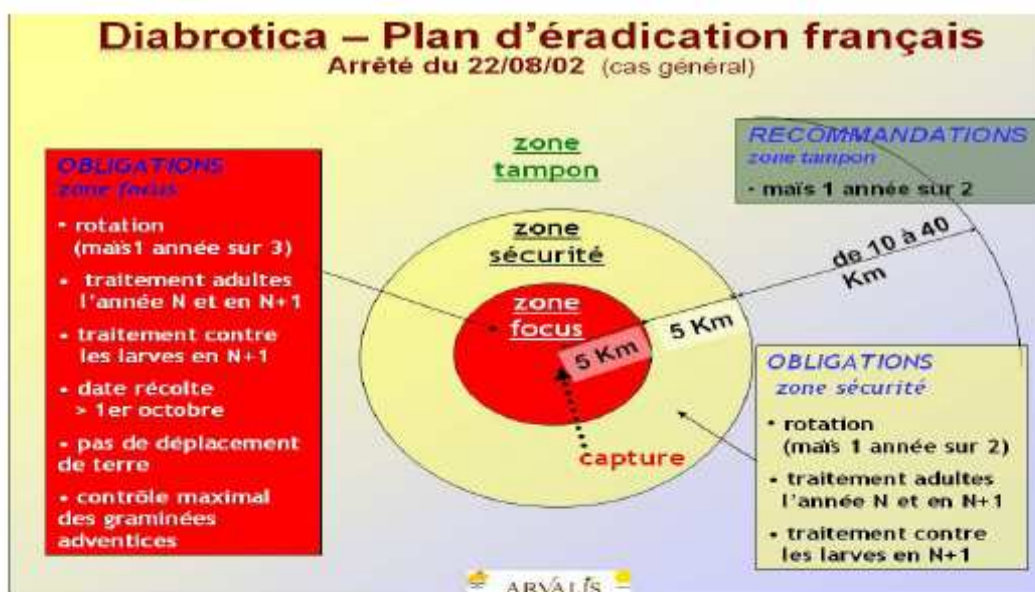 Diabrotica – Plan d'éradication français
Arrêté du 22/08/02 (cas général)
OBLIGATIONS
zone focus
• rotation
(maïs1 année sur 3)
• traitement adultes
l'année N et en N+1
• traitement contre
les larves en N+1
• date récolte
> 1er octobre
• pas de déplacement
de terre
• contrôle maximal
des graminées
adventices
zone
tampon
zone
sécurité
zone
focus
5 Km
5 Km
de 10 à 40
Km
capture
RECOMMANDATIONS
zone tampon
• maïs 1 année sur 2
OBLIGATIONS
zone sécurité
• rotation
(maïs 1 année sur 2)
• traitement adultes
l'année N et en N+1
• traitement contre
les larves en N+1
ARVALIS